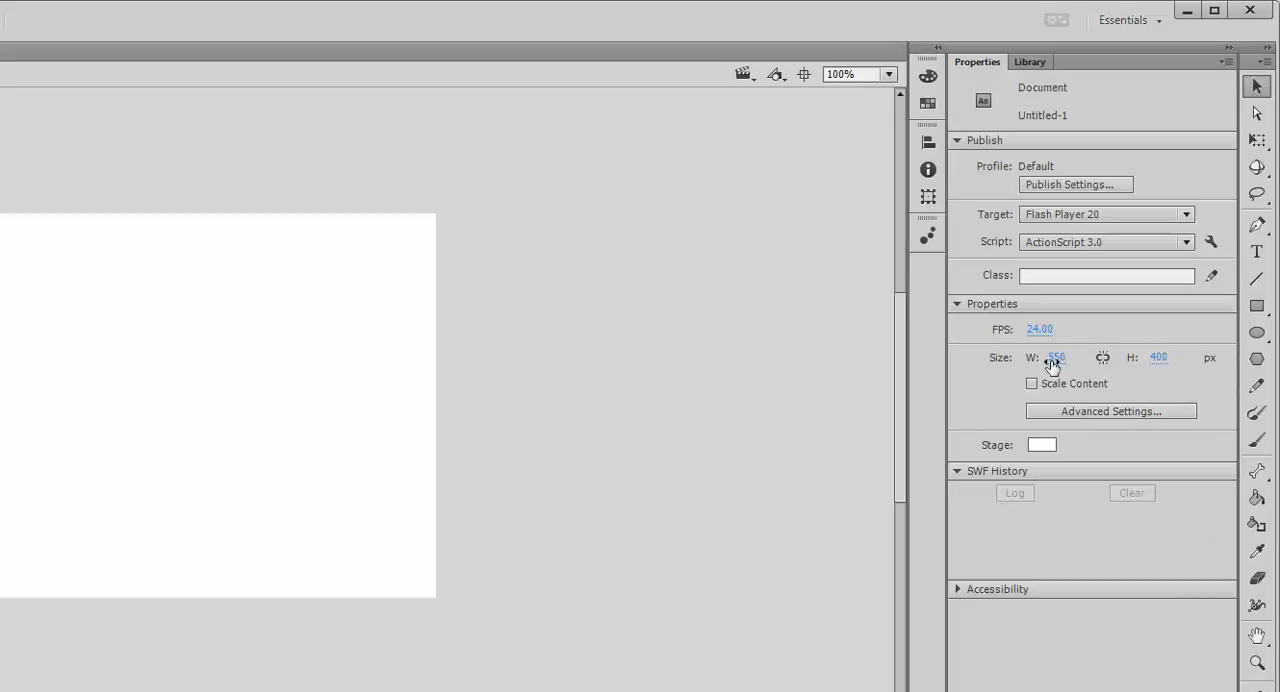 Essentials
100%
Properties Library
Document
An
Untitled-1
Publish
Profile: Default
Publish Settings...
Target: Flash Player 20
Script: ActionScript 3.0
Class:
Properties
FPS: 24.00
Size: W: 550 H: 400 px
Scale Content
Advanced Settings...
Stage:
SWF History
Log Clear
Accessibility
T